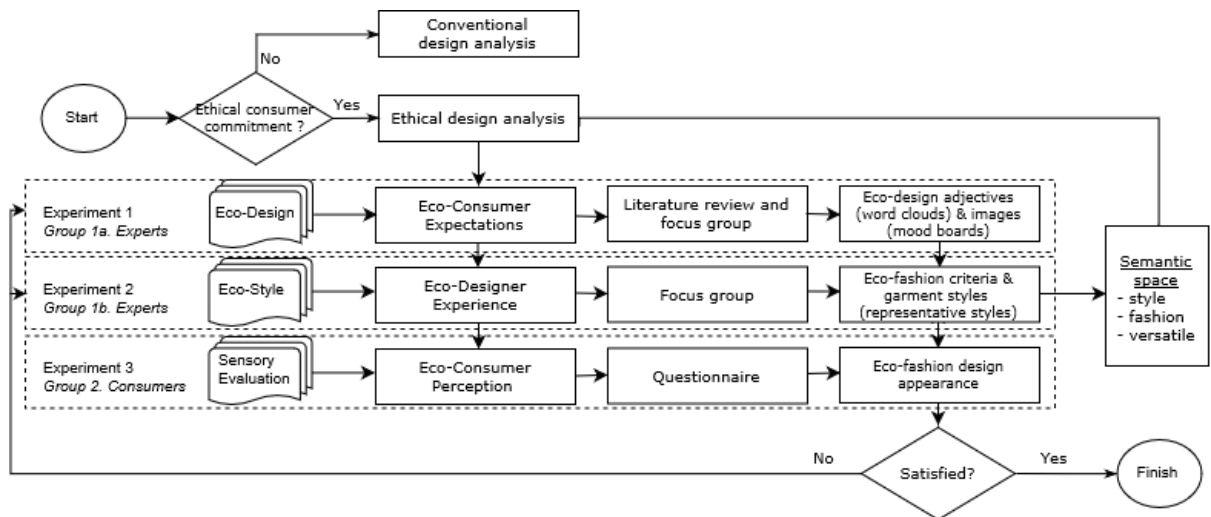 Conventional
design analysis
No
Start
Ethical consumer
commitment ?
Yes
Ethical design analysis
Experiment 1
Group 1a. Experts
Eco-Design
Eco-Consumer
Expectations
Literature review and
focus group
Eco-design adjectives
(word clouds) & images
(mood boards)
Experiment 2
Group 1b. Experts
Eco-Style
Eco-Designer
Experience
Focus group
Eco-fashion criteria &
garment styles
(representative styles)
Semantic
space
- style
- fashion
- versatile
Experiment 3
Group 2. Consumers
Sensory
Evaluation
Eco-Consumer
Perception
Questionnaire
Eco-fashion design
appearance
No
Satisfied?
Yes
Finish